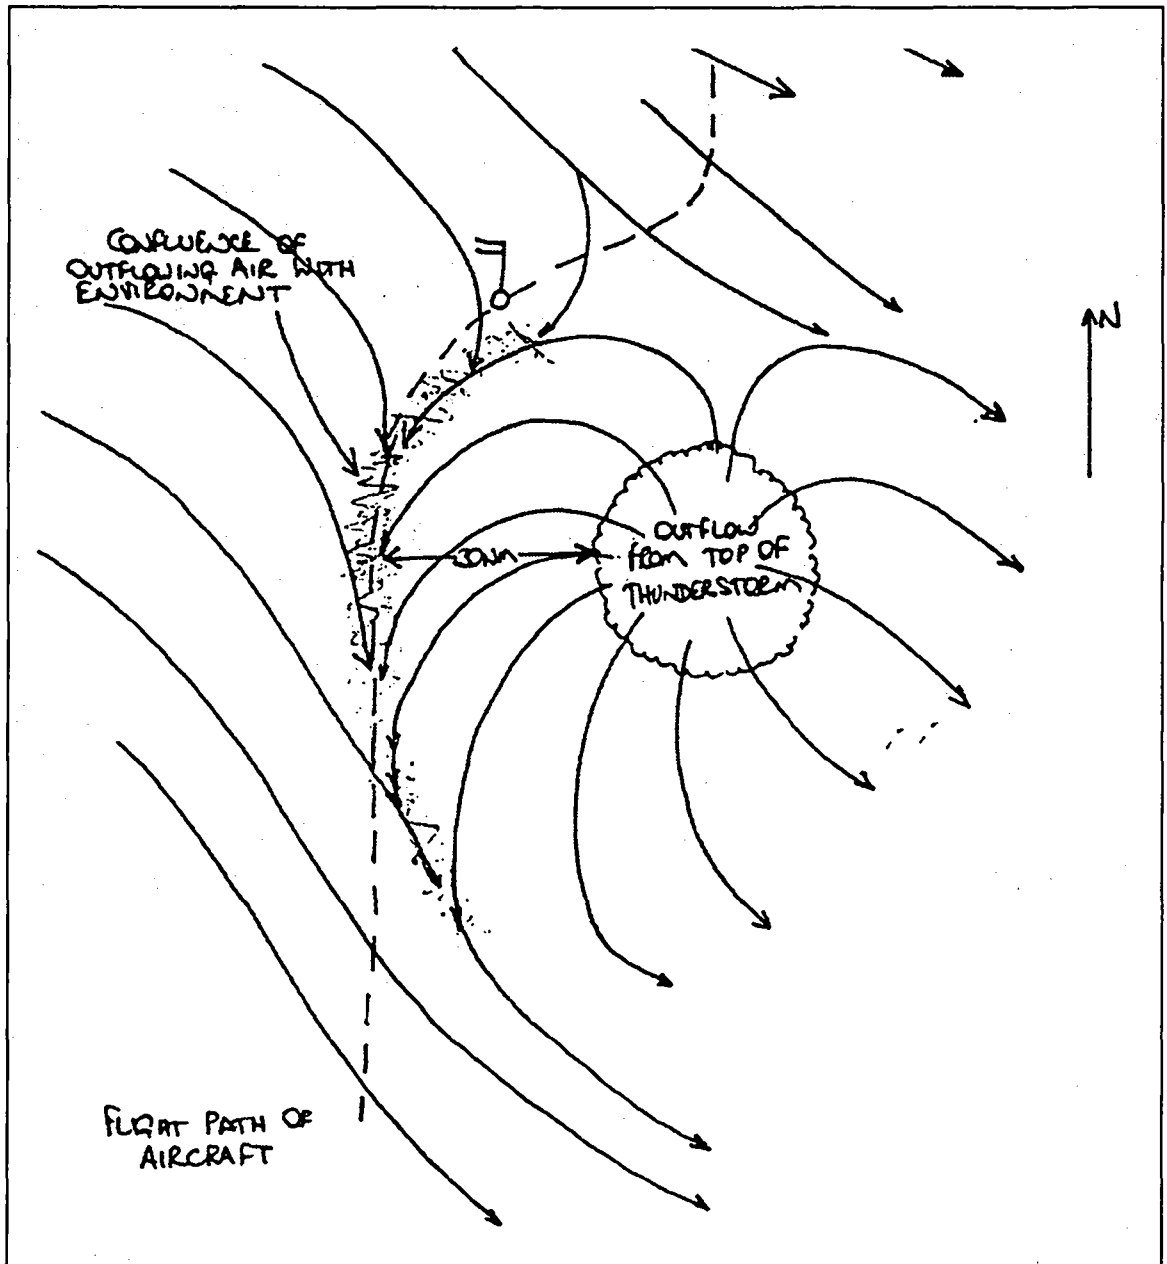 CONFLUENCE OF
OUTFLOWING AIR WITH
ENVIRONMENT
N
30NM
OUTFLOW
FROM TOP OF
THUNDERSTORM
FLIGHT PATH OF
AIRCRAFT